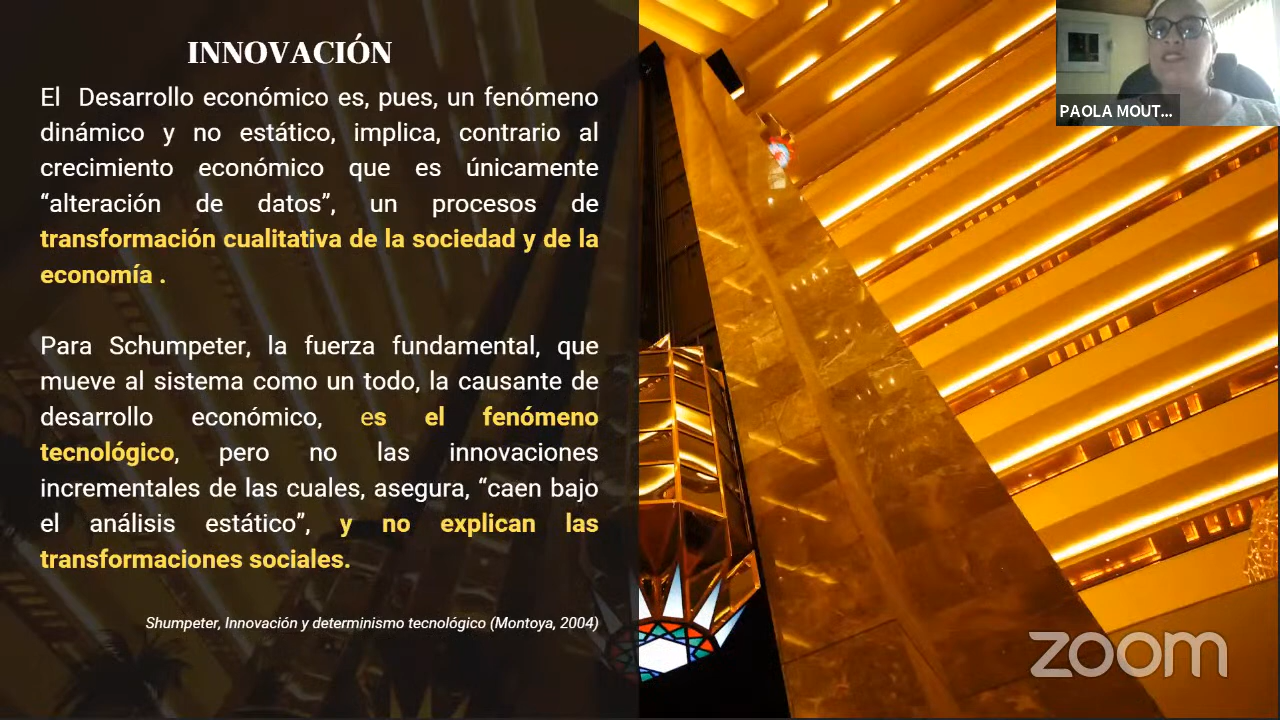 INNOVACIÓN
El Desarrollo económico es, pues, un fenómeno
dinámico y no estático, implica, contrario al
crecimiento económico que es únicamente
“alteración de datos”, un procesos de
transformación cualitativa de la sociedad y de la
economía .
Para Schumpeter, la fuerza fundamental, que
mueve al sistema como un todo, la causante de
desarrollo económico, es el fenómeno
tecnológico, pero no las innovaciones
incrementales de las cuales, asegura, “caen bajo
el análisis estático”, y no explican las
transformaciones sociales.
Shumpeter, Innovación y determinismo tecnológico (Montoya, 2004)
PAOLA MOUT...
zoom